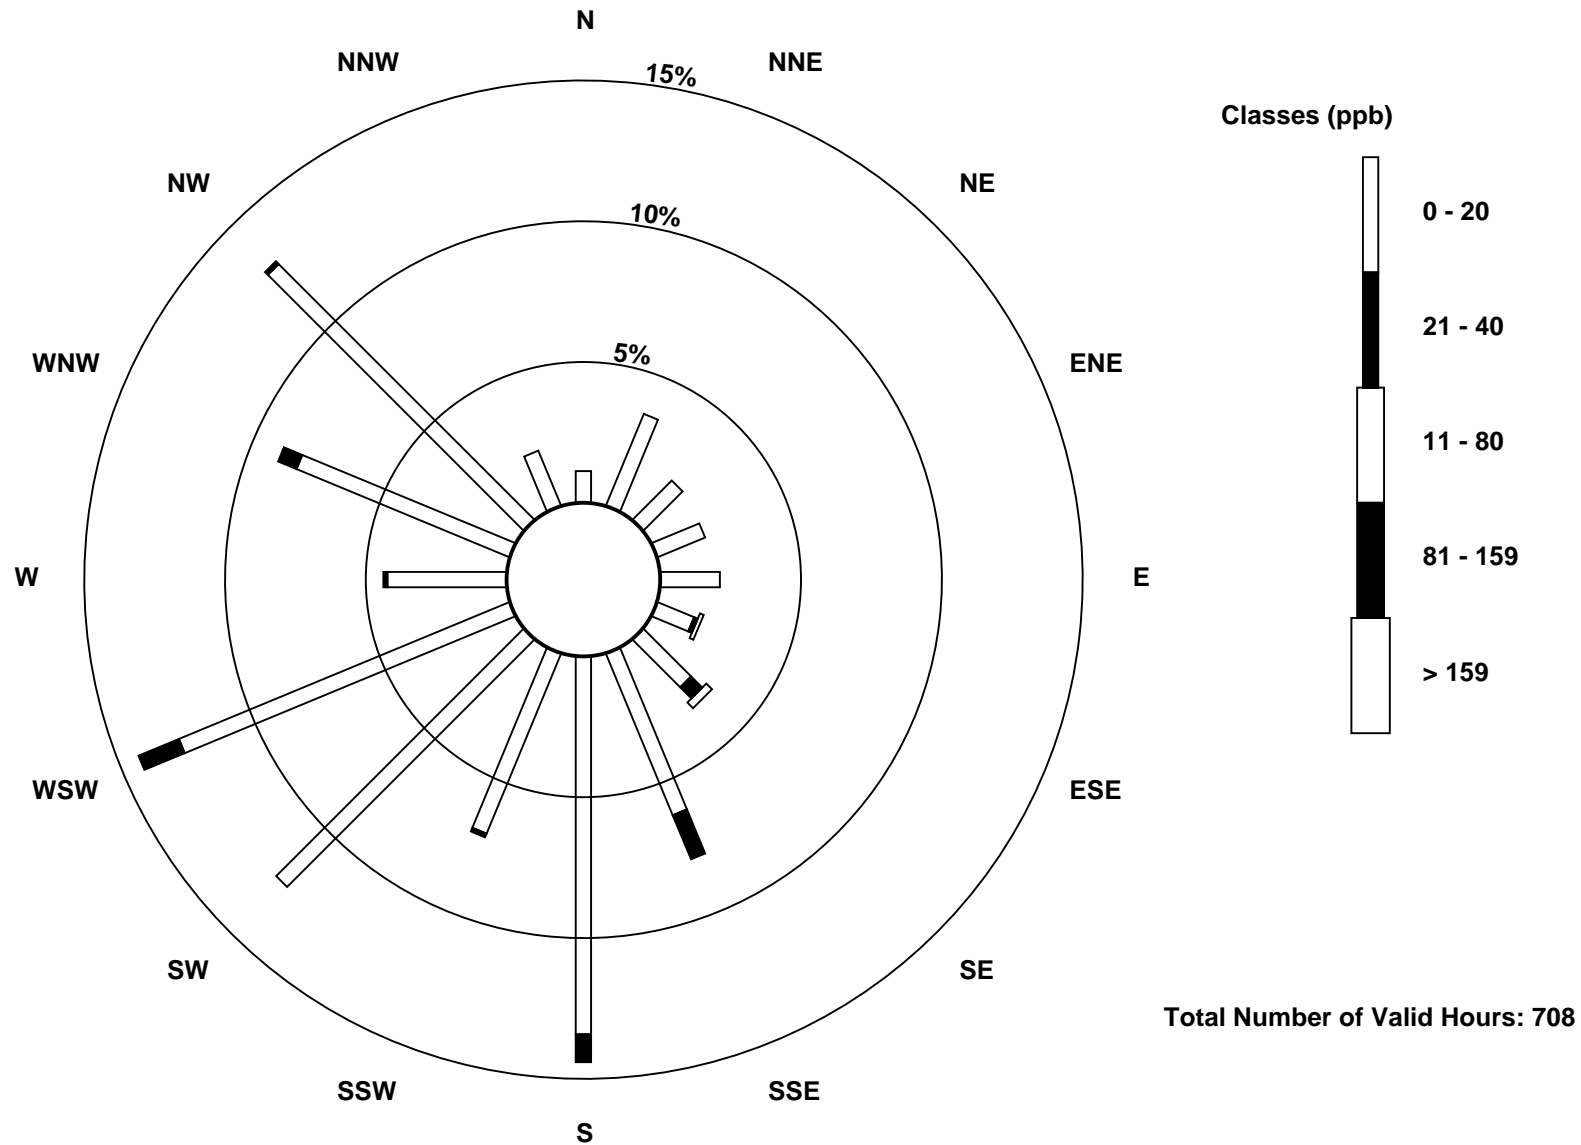 N
NNW
NNE
15%
Classes (ppb)
NW
NE
0 - 20
10%
21 - 40
WNW
5%
ENE
11 - 80
81 - 159
W
E
> 159
WSW
ESE
SW
SE
Total Number of Valid Hours: 708
SSW
SSE
S